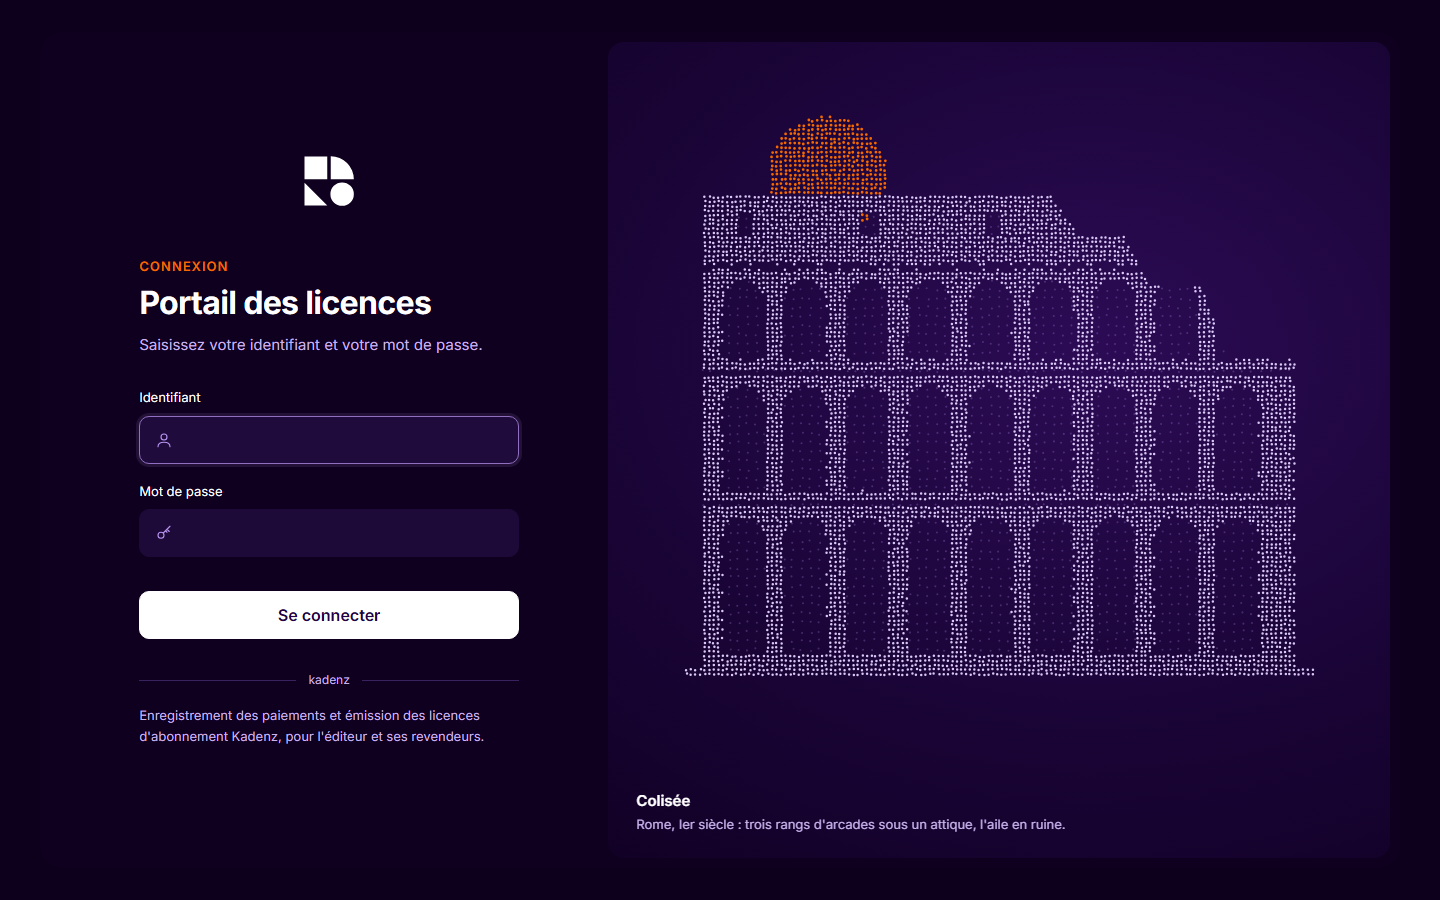 CONNEXION
Portail des licences
Saisissez votre identifiant et votre mot de passe.
Identifiant
Mot de passe
Se connecter
kadenz
Enregistrement des paiements et émission des licences
d'abonnement Kadenz, pour l'éditeur et ses revendeurs.
Colisée
Rome, Ier siècle : trois rangs d'arcades sous un attique, l'aile en ruine.